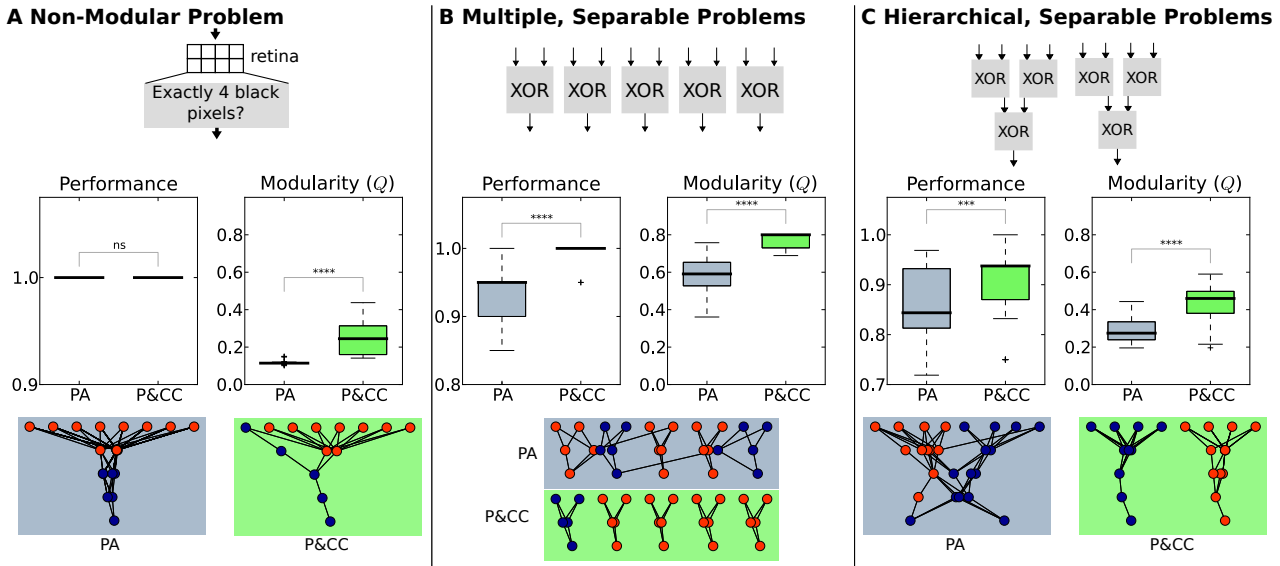 A Non-Modular Problem
retina
Exactly 4 black
pixels?
Performance
ns
1.0
0.9
PA
P&CC
Modularity (Q)
****
0.8
0.6
0.4
0.2
0.0
PA
P&CC
PA
P&CC
B Multiple, Separable Problems
XOR XOR XOR XOR XOR
Performance
****
1.0
0.9
0.8
PA
P&CC
Modularity (Q)
****
0.8
0.6
0.4
0.2
0.0
PA
P&CC
PA
P&CC
C Hierarchical, Separable Problems
XOR XOR XOR XOR
XOR XOR
Performance
***
1.0
0.9
0.8
0.7
PA
P&CC
Modularity (Q)
****
0.8
0.6
0.4
0.2
0.0
PA
P&CC
PA
P&CC